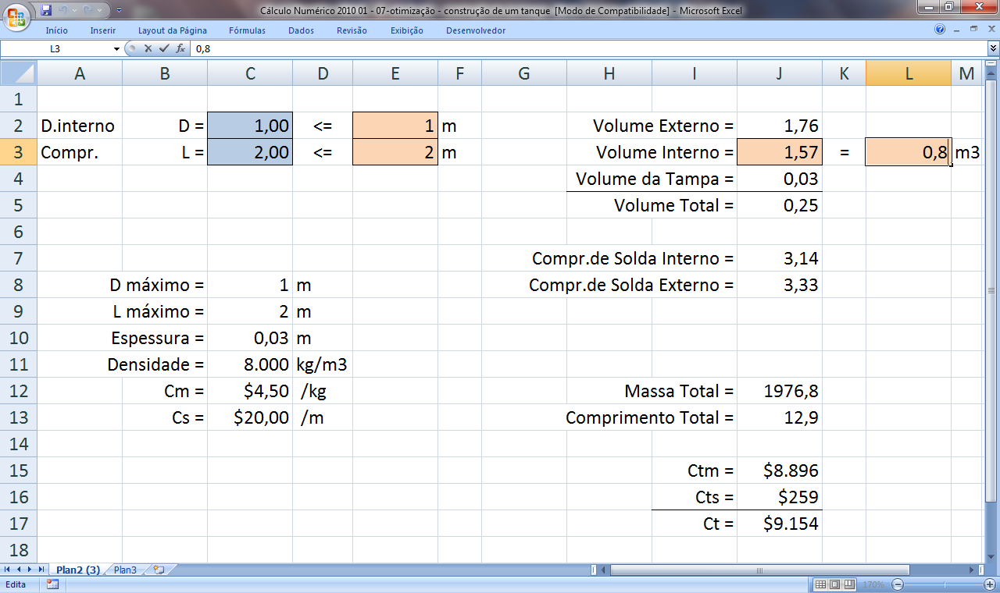 Cálculo Numérico 2010.01 - 07-otimização - construção de um tanque [Modo de Compatibilidade] - Microsoft Excel
Início Inserir Layout da Página Fórmulas Dados Revisão Exibição Desenvolvedor
L3 fx 0,8
A B C D E F G H I J K L M
1
2 D.interno D = 1,00 <= 1 m Volume Externo = 1,76
3 Compr. L = 2,00 <= 2 m Volume Interno = 1,57 = 0,8 m3
4 Volume da Tampa = 0,03
5 Volume Total = 0,25
6
7 Compr.de Solda Interno = 3,14
8 D máximo = 1 m Compr.de Solda Externo = 3,33
9 L máximo = 2 m
10 Espessura = 0,03 m
11 Densidade = 8.000 kg/m3
12 Cm = $4,50 /kg Massa Total = 1976,8
13 Cs = $20,00 /m Comprimento Total = 12,9
14
15 Ctm = $8.896
16 Cts = $259
17 Ct = $9.154
18
Plan2 (3) Plan3
Edita 170%